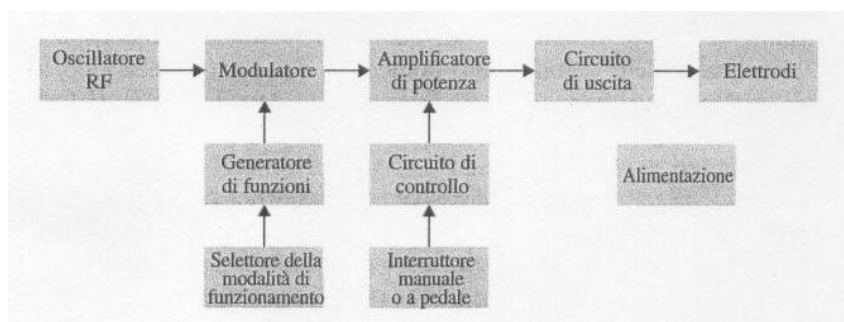 Oscillatore
RF
Modulatore
Amplificatore
di potenza
Circuito
di uscita
Elettrodi
Generatore
di funzioni
Circuito di
controllo
Alimentazione
Selettore della
modalità di
funzionamento
Interruttore
manuale
o a pedale